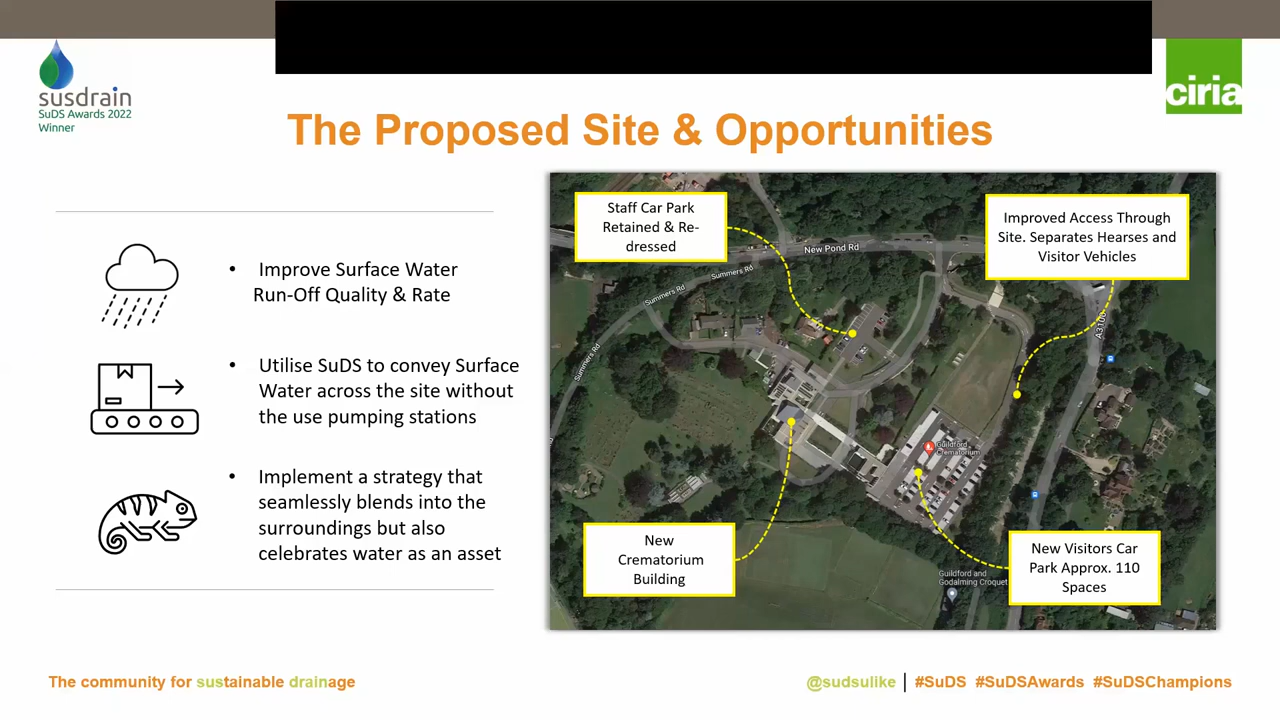 susdrain
SuDS Awards 2022
Winner
ciria
The Proposed Site & Opportunities
• Improve Surface Water
Run-Off Quality & Rate
• Utilise SuDS to convey Surface
Water across the site without
the use pumping stations
• Implement a strategy that
seamlessly blends into the
surroundings but also
celebrates water as an asset
Staff Car Park
Retained & Re-
dressed
Improved Access Through
Site. Separates Hearses and
Visitor Vehicles
New Pond Rd
Summers Rd
Summers Rd
Summers Rd
A3100
Guildford
Crematorium
New
Crematorium
Building
New Visitors Car
Park Approx. 110
Spaces
Guildford and
Godalming Croquet
The community for sustainable drainage
@sudsulike | #SuDS #SuDSAwards #SuDSChampions